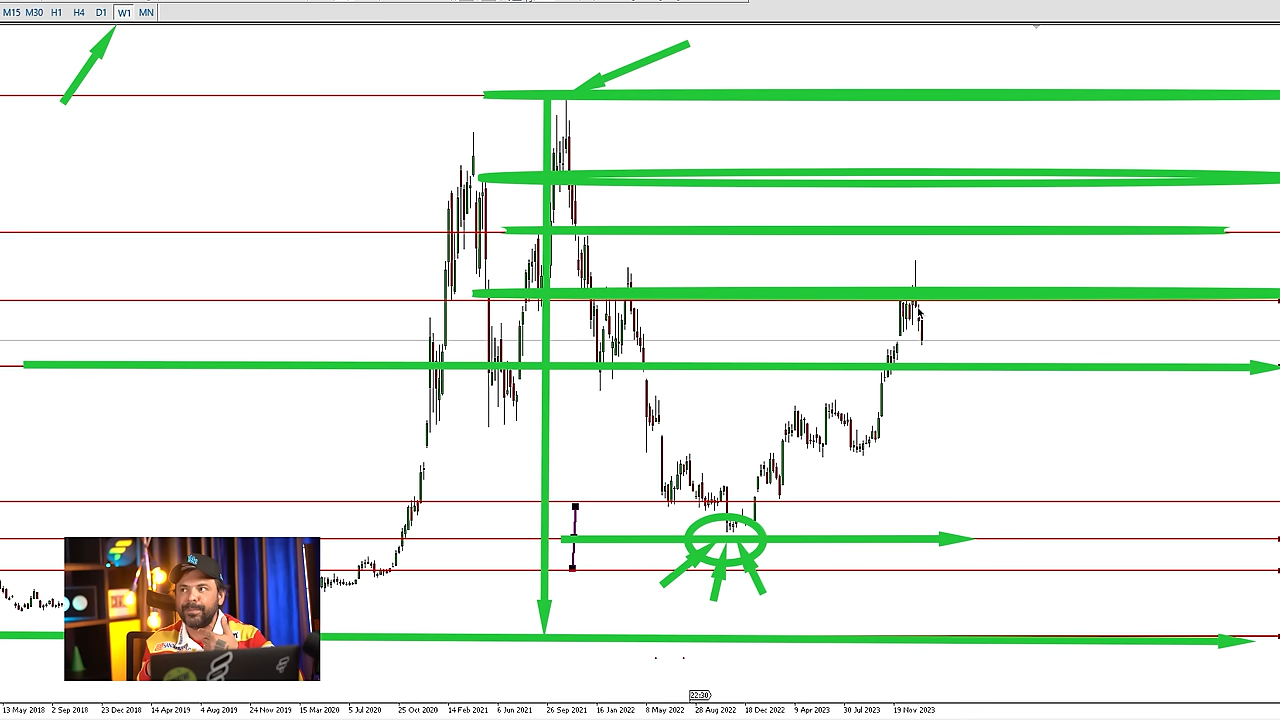 M15 M30 H1 H4 D1 W1 MN
22:30
13 May 2018 2 Sep 2018 23 Dec 2018 14 Apr 2019 4 Aug 2019 24 Nov 2019 15 Mar 2020 5 Jul 2020 25 Oct 2020 14 Feb 2021 6 Jun 2021 26 Sep 2021 16 Jan 2022 8 May 2022 28 Aug 2022 18 Dec 2022 9 Apr 2023 30 Jul 2023 19 Nov 2023